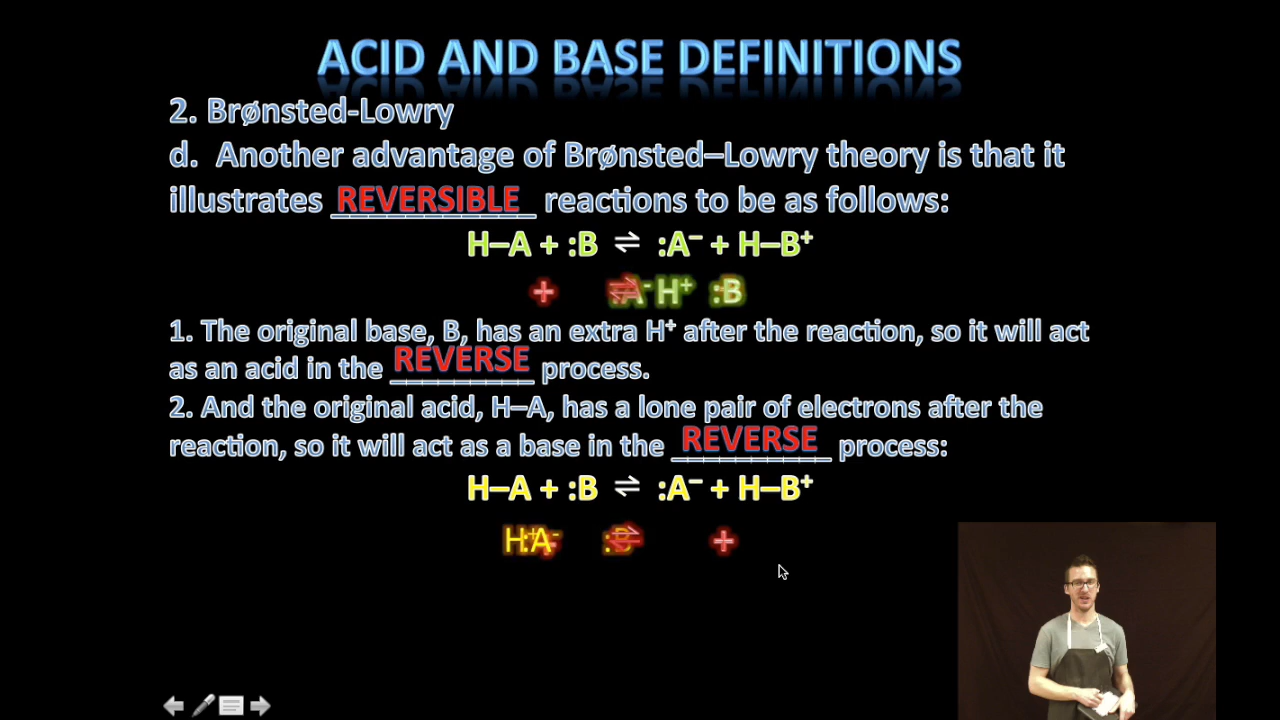 ACID AND BASE DEFINITIONS
2. Brønsted-Lowry
d. Another advantage of Brønsted–Lowry theory is that it
illustrates REVERSIBLE reactions to be as follows:
H–A + :B ⇌ :A⁻ + H–B⁺
+ ⇌ :A⁻ H⁺ :B
1. The original base, B, has an extra H⁺ after the reaction, so it will act
as an acid in the REVERSE process.
2. And the original acid, H–A, has a lone pair of electrons after the
reaction, so it will act as a base in the REVERSE process:
H–A + :B ⇌ :A⁻ + H–B⁺
H⁺ :A⁻ + :B ⇌ +